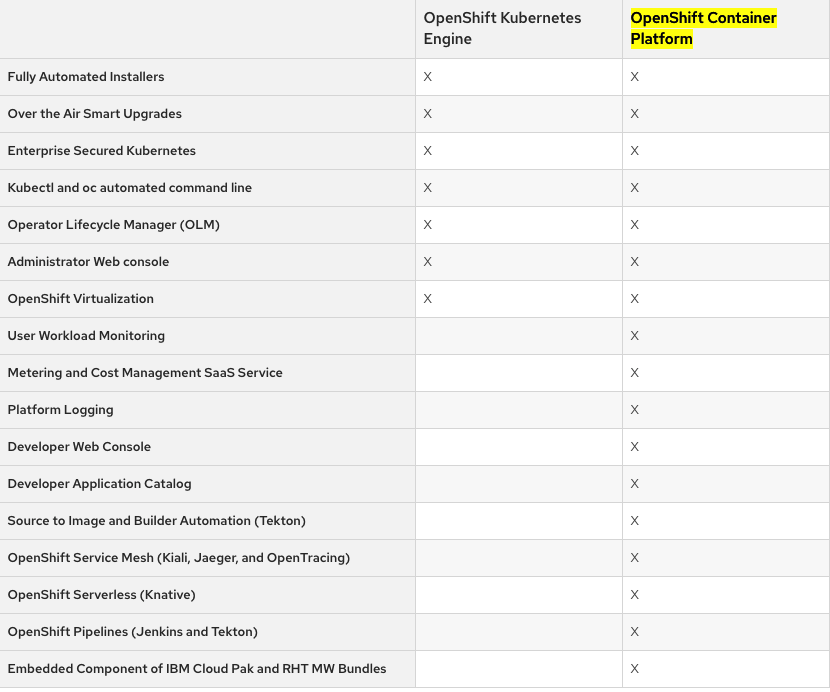 OpenShift Kubernetes Engine OpenShift Container Platform
Fully Automated Installers X X
Over the Air Smart Upgrades X X
Enterprise Secured Kubernetes X X
Kubectl and oc automated command line X X
Operator Lifecycle Manager (OLM) X X
Administrator Web console X X
OpenShift Virtualization X X
User Workload Monitoring X
Metering and Cost Management SaaS Service X
Platform Logging X
Developer Web Console X
Developer Application Catalog X
Source to Image and Builder Automation (Tekton) X
OpenShift Service Mesh (Kiali, Jaeger, and OpenTracing) X
OpenShift Serverless (Knative) X
OpenShift Pipelines (Jenkins and Tekton) X
Embedded Component of IBM Cloud Pak and RHT MW Bundles X